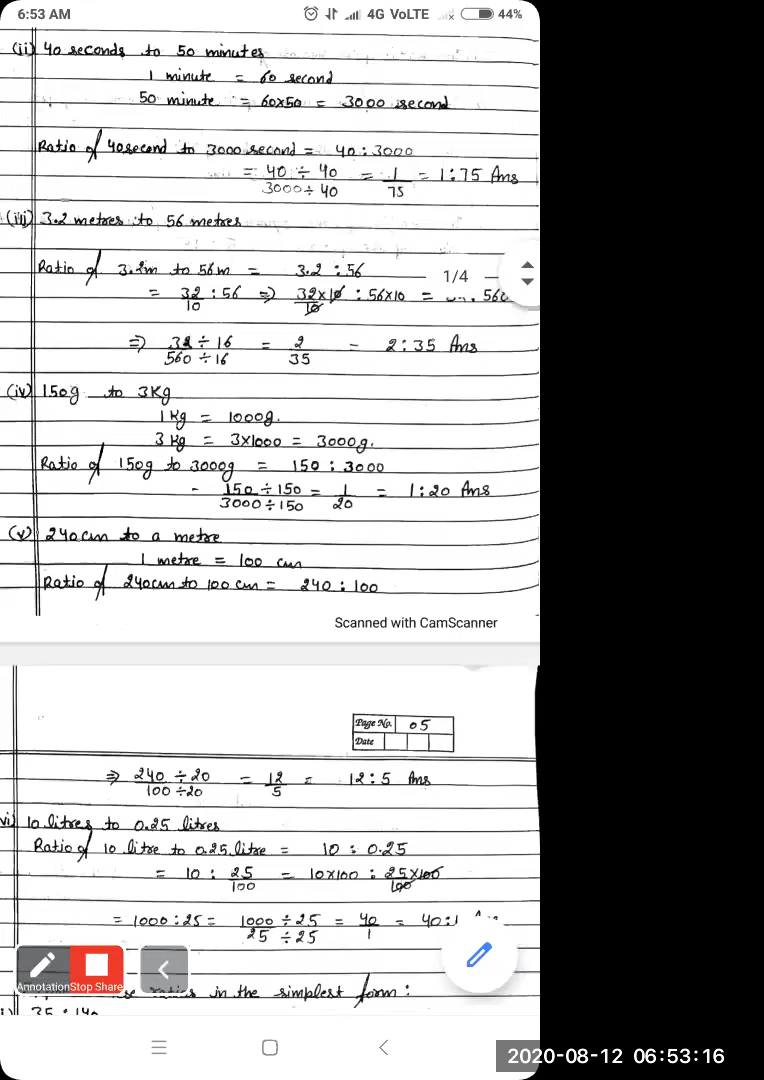 6:53 AM 4G VoLTE 44%
(ii) 40 seconds to 50 minutes
1 minute = 60 second
50 minute = 60x50 = 3000 second
Ratio of 40second to 3000 second = 40 : 3000
= 40 ÷ 40 / 3000 ÷ 40 = 1/75 = 1:75 Ans
(iii) 3.2 metres to 56 metres
Ratio of 3.2m to 56m = 3.2 : 56
1/4
= 32/10 : 56 ⇒ 32x10/10 : 56x10 = 560
⇒ 32 ÷ 16 / 560 ÷ 16 = 2/35 = 2:35 Ans
(iv) 150g to 3Kg
1 Kg = 1000g.
3 Kg = 3x1000 = 3000g.
Ratio of 150g to 3000g = 150 : 3000
= 150 ÷ 150 / 3000 ÷ 150 = 1/20 = 1:20 Ans
(v) 240cm to a metre
1 metre = 100 cm
Ratio of 240cm to 100 cm = 240 : 100
Scanned with CamScanner
Page No. 05
Date
⇒ 240 ÷ 20 / 100 ÷ 20 = 12/5 = 12:5 Ans
vi) 10 litres to 0.25 litres
Ratio of 10 litre to 0.25 litre = 10 : 0.25
= 10 : 25/100 = 10x100 : 25x100/100
= 1000:25 = 1000 ÷ 25 / 25 ÷ 25 = 40/1 = 40:1
Annotation Stop Share
ratios in the simplest form :
35 : 140
2020-08-12 06:53:16